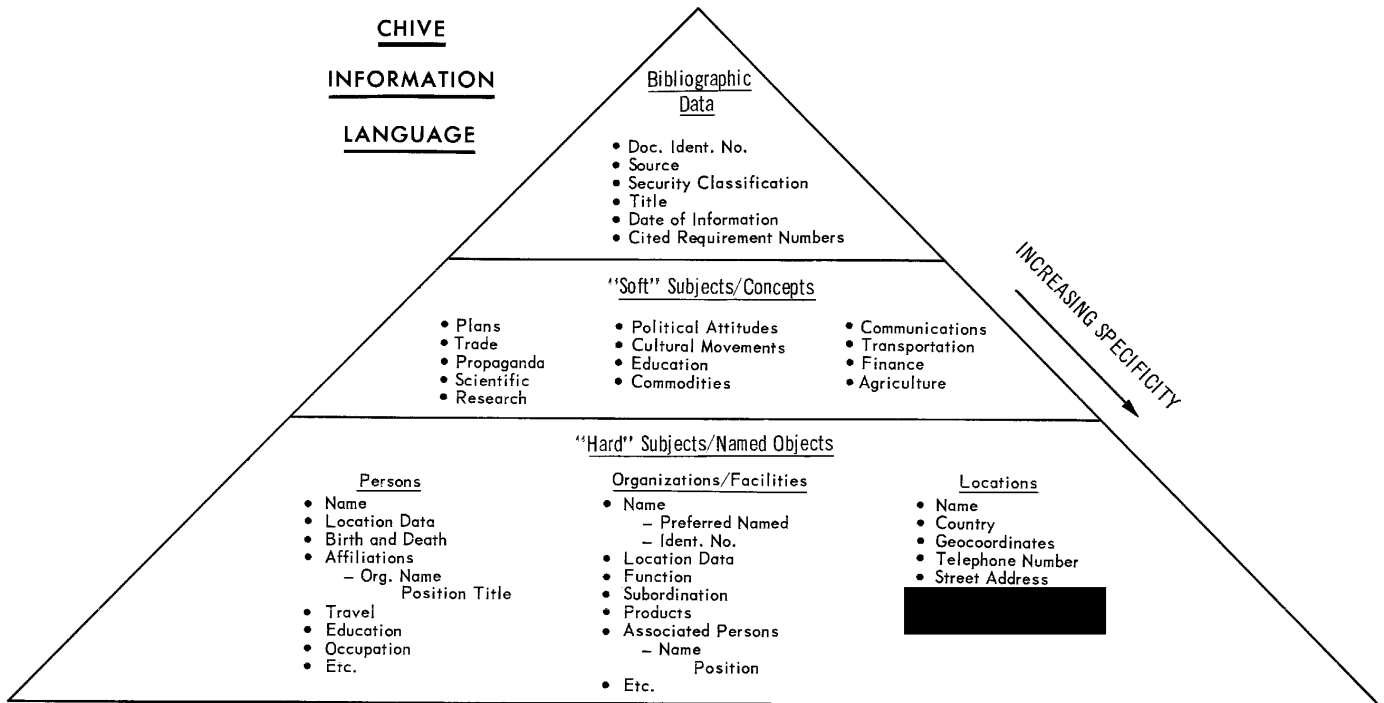 CHIVE
INFORMATION
LANGUAGE
Bibliographic
Data
• Doc. Ident. No.
• Source
• Security Classification
• Title
• Date of Information
• Cited Requirement Numbers
INCREASING SPECIFICITY
"Soft" Subjects/Concepts
• Plans
• Trade
• Propaganda
• Scientific
• Research
• Political Attitudes
• Cultural Movements
• Education
• Commodities
• Communications
• Transportation
• Finance
• Agriculture
"Hard" Subjects/Named Objects
Persons
• Name
• Location Data
• Birth and Death
• Affiliations
– Org. Name
Position Title
• Travel
• Education
• Occupation
• Etc.
Organizations/Facilities
• Name
– Preferred Named
– Ident. No.
• Location Data
• Function
• Subordination
• Products
• Associated Persons
– Name
Position
• Etc.
Locations
• Name
• Country
• Geocoordinates
• Telephone Number
• Street Address